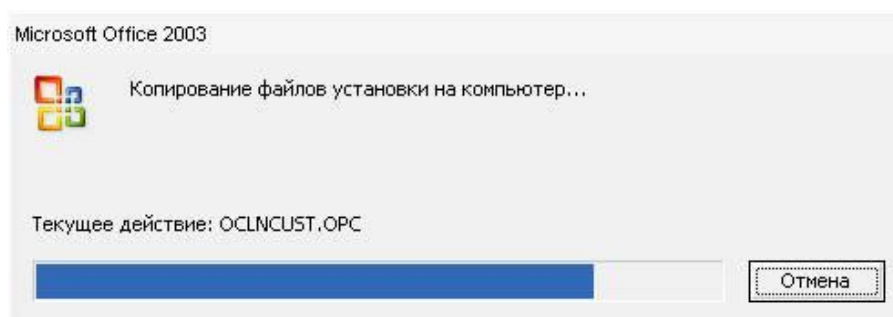 Microsoft Office 2003
Копирование файлов установки на компьютер...
Текущее действие: OCLNCUST.OPC
Отмена